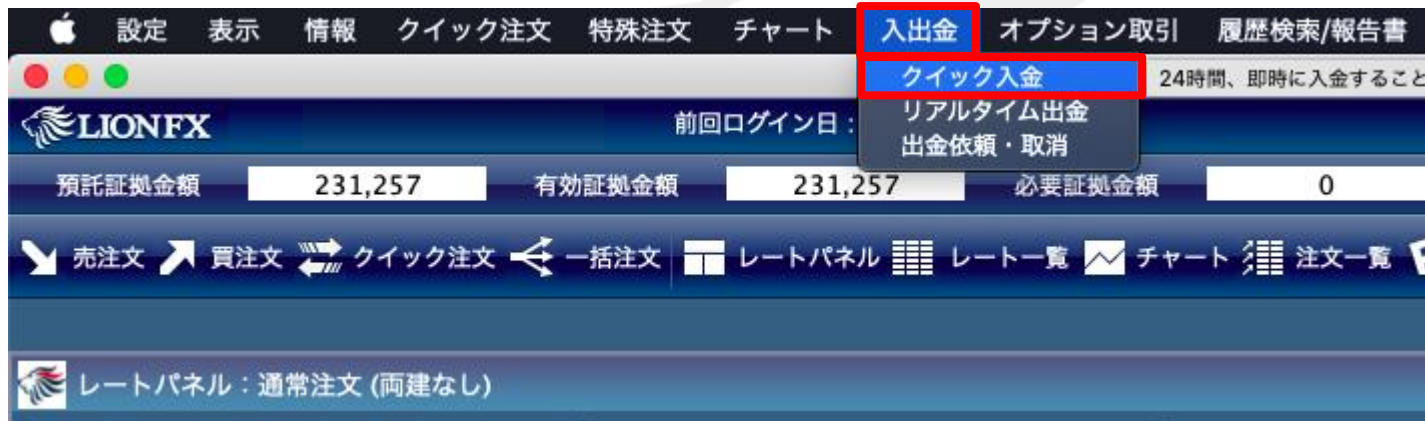 設定 表示 情報 クイック注文 特殊注文 チャート 入出金 オプション取引 履歴検索/報告書
クイック入金 24時間、即時に入金すること
LIONFX 前回ログイン日： リアルタイム出金
出金依頼・取消
預託証拠金額 231,257 有効証拠金額 231,257 必要証拠金額 0
売注文 買注文 クイック注文 一括注文 レートパネル レート一覧 チャート 注文一覧
レートパネル：通常注文 (両建なし)